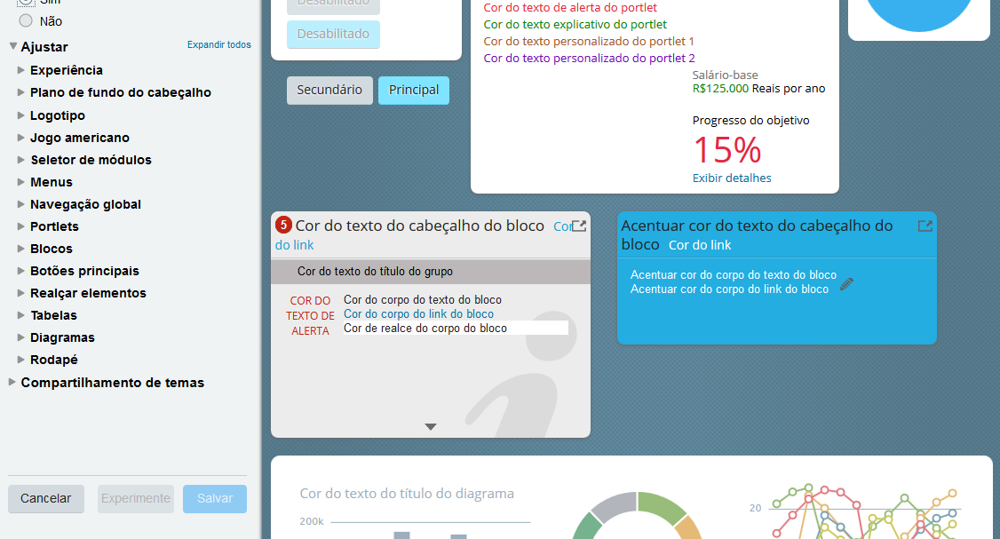 Sim
Não
Ajustar
Expandir todos
Experiência
Plano de fundo do cabeçalho
Logotipo
Jogo americano
Seletor de módulos
Menus
Navegação global
Portlets
Blocos
Botões principais
Realçar elementos
Tabelas
Diagramas
Rodapé
Compartilhamento de temas
Cancelar
Experimente
Salvar
Desabilitado
Desabilitado
Secundário
Principal
Cor do texto de alerta do portlet
Cor do texto explicativo do portlet
Cor do texto personalizado do portlet 1
Cor do texto personalizado do portlet 2
Salário-base
R$125.000 Reais por ano
Progresso do objetivo
15%
Exibir detalhes
5 Cor do texto do cabeçalho do bloco Cor
do link
Cor do texto do título do grupo
COR DO
TEXTO DE
ALERTA
Cor do corpo do texto do bloco
Cor do corpo do link do bloco
Cor de realce do corpo do bloco
Acentuar cor do texto do cabeçalho do
bloco Cor do link
Acentuar cor do corpo do texto do bloco
Acentuar cor do corpo do link do bloco
Cor do texto do título do diagrama
200k
20